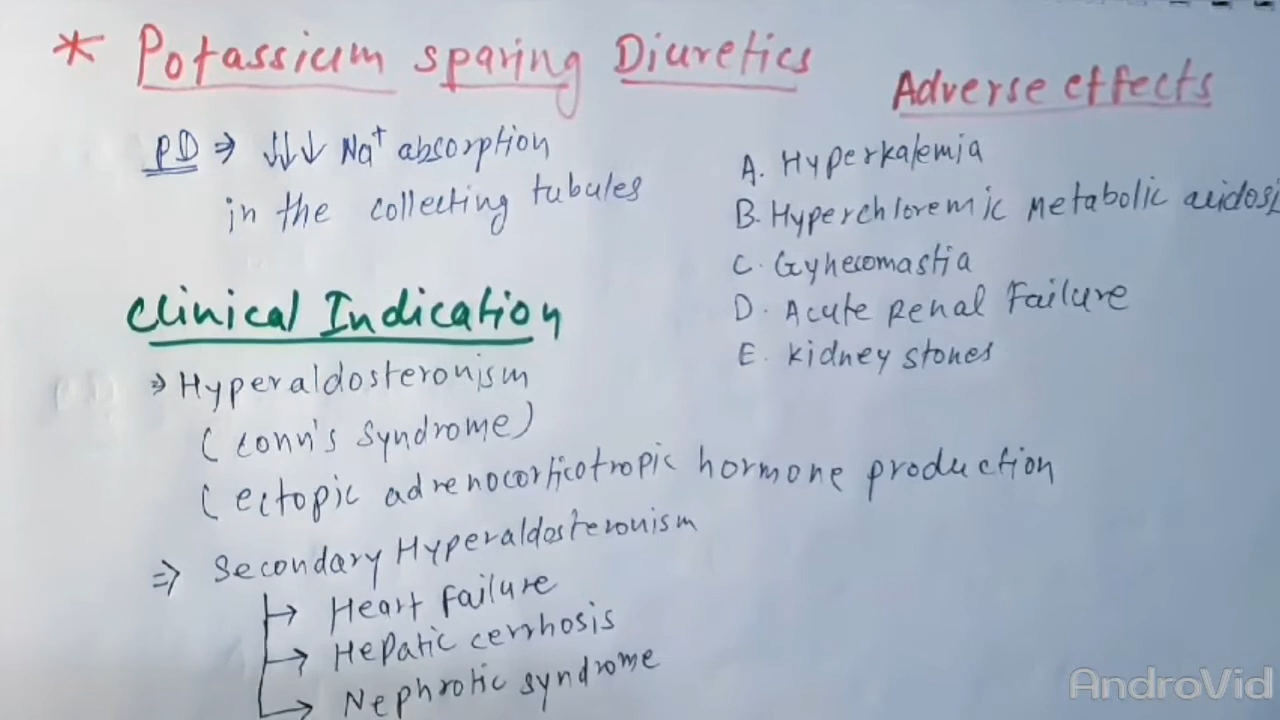 * Potassium sparing Diuretics
PD ⇒ ↓↓↓ Na⁺ absorption
in the collecting tubules
Clinical Indication
⇒ Hyperaldosteronism
(Conn's Syndrome)
(Ectopic adrenocorticotropic hormone production
⇒ Secondary Hyperaldosteronism
→ Heart Failure
→ Hepatic cerrhosis
→ Nephrotic syndrome
Adverse effects
A. Hyperkalemia
B. Hyperchloremic Metabolic acidosi
C. Gyhecomastia
D. Acute Renal Failure
E. Kidney stones
AndroVid